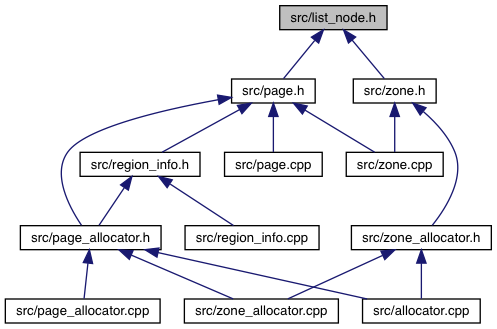 src/list_node.h
src/page.h
src/zone.h
src/region_info.h
src/page.cpp
src/zone.cpp
src/page_allocator.h
src/region_info.cpp
src/zone_allocator.h
src/page_allocator.cpp
src/zone_allocator.cpp
src/allocator.cpp